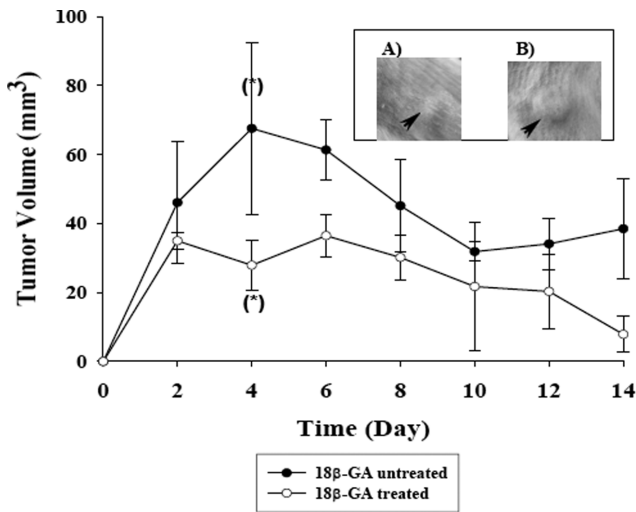 100
80
60
40
20
0
Tumor Volume (mm³)
(*)
(*)
A)
B)
0 2 4 6 8 10 12 14
Time (Day)
18β-GA untreated
18β-GA treated